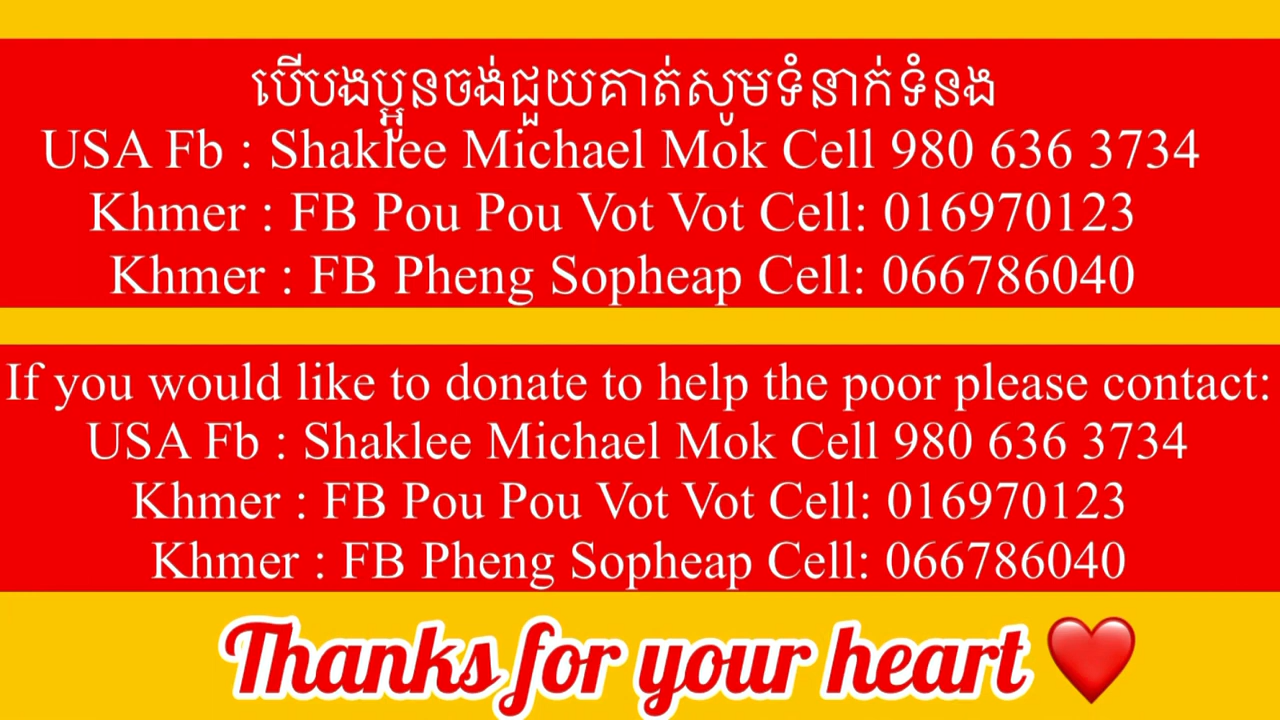 បើបងប្អូនចង់ជួយគាត់សូមទំនាក់ទំនង
USA Fb : Shaklee Michael Mok Cell 980 636 3734
Khmer : FB Pou Pou Vot Vot Cell: 016970123
Khmer : FB Pheng Sopheap Cell: 066786040
If you would like to donate to help the poor please contact:
USA Fb : Shaklee Michael Mok Cell 980 636 3734
Khmer : FB Pou Pou Vot Vot Cell: 016970123
Khmer : FB Pheng Sopheap Cell: 066786040
Thanks for your heart ❤️